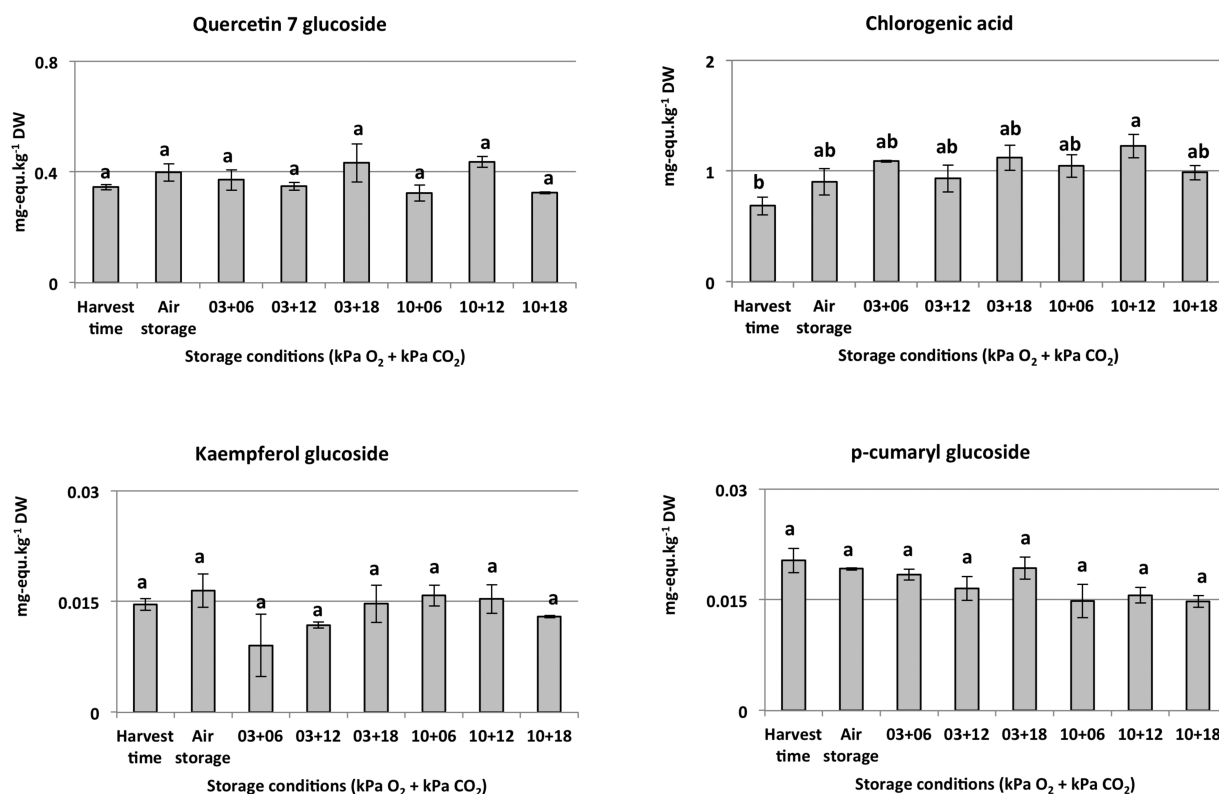 Quercetin 7 glucoside
mg-equ.kg⁻¹ DW
0.8
0.4
0
a a a a a a a a
Harvest time Air storage 03+06 03+12 03+18 10+06 10+12 10+18
Storage conditions (kPa O₂ + kPa CO₂)
Chlorogenic acid
mg-equ.kg⁻¹ DW
2
1
0
b ab ab ab ab ab a ab
Harvest time Air storage 03+06 03+12 03+18 10+06 10+12 10+18
Storage conditions (kPa O₂ + kPa CO₂)
Kaempferol glucoside
mg-equ.kg⁻¹ DW
0.03
0.015
0
a a a a a a a a
Harvest time Air storage 03+06 03+12 03+18 10+06 10+12 10+18
Storage conditions (kPa O₂ + kPa CO₂)
p-cumaryl glucoside
mg-equ.kg⁻¹ DW
0.03
0.015
0
a a a a a a a a
Harvest time Air storage 03+06 03+12 03+18 10+06 10+12 10+18
Storage conditions (kPa O₂ + kPa CO₂)